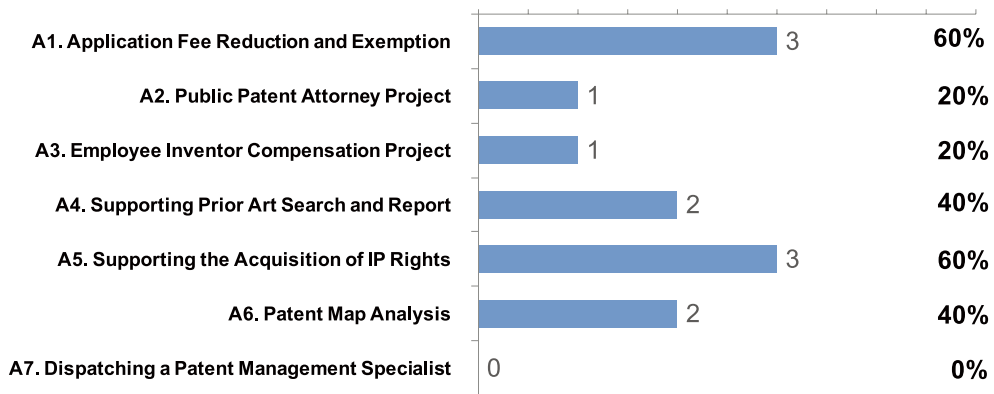 A1. Application Fee Reduction and Exemption 3 60%
A2. Public Patent Attorney Project 1 20%
A3. Employee Inventor Compensation Project 1 20%
A4. Supporting Prior Art Search and Report 2 40%
A5. Supporting the Acquisition of IP Rights 3 60%
A6. Patent Map Analysis 2 40%
A7. Dispatching a Patent Management Specialist 0 0%